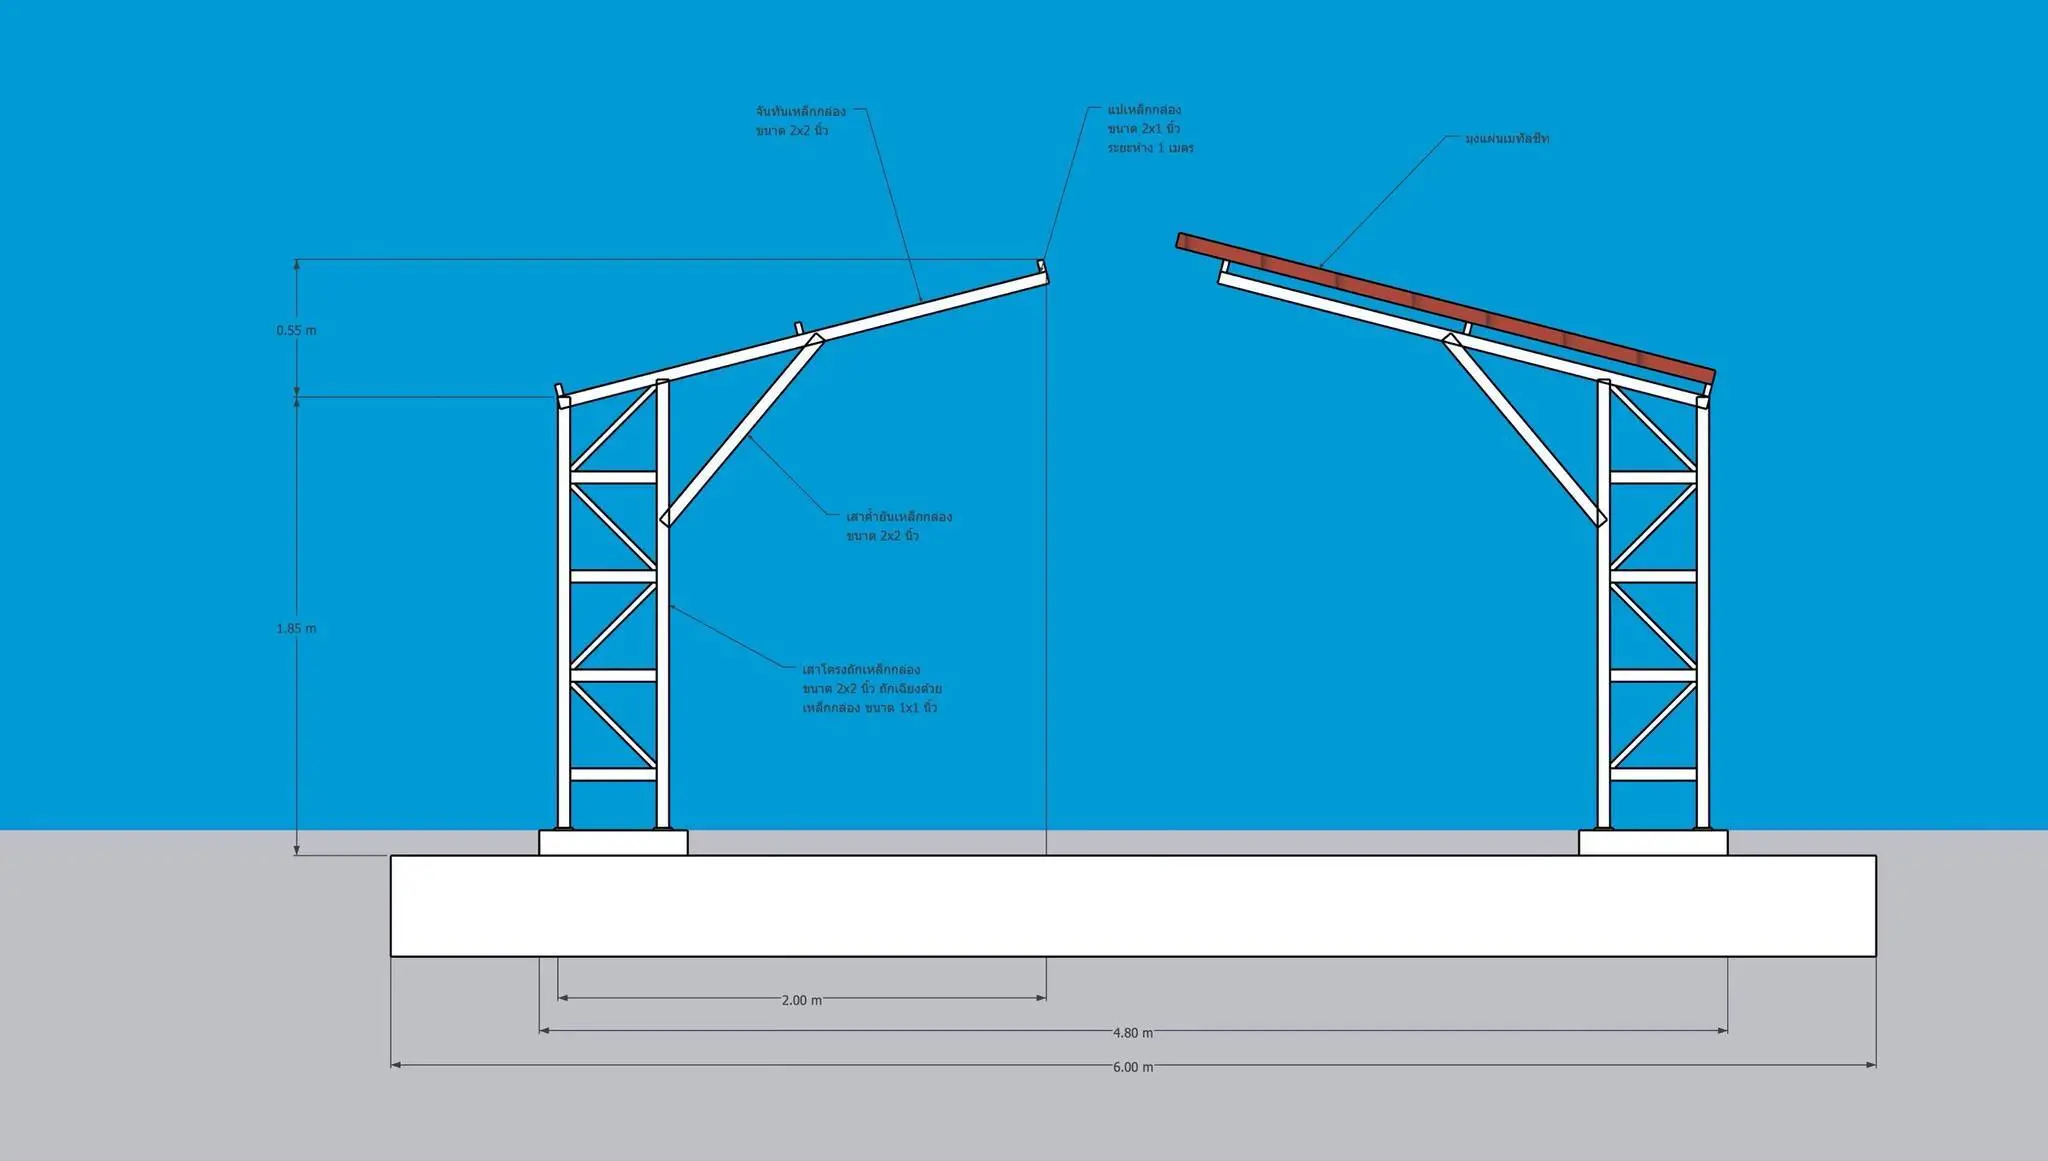 จันทันเหล็กกล่อง
ขนาด 2x2 นิ้ว
แปเหล็กกล่อง
ขนาด 2x1 นิ้ว
ระยะห่าง 1 เมตร
มุงแผ่นเมทัลชีท
0.55 m
1.85 m
เสาค้ำยันเหล็กกล่อง
ขนาด 2x2 นิ้ว
เสาโครงถักเหล็กกล่อง
ขนาด 2x2 นิ้ว ถักเฉียงด้วย
เหล็กกล่อง ขนาด 1x1 นิ้ว
2.00 m
4.80 m
6.00 m